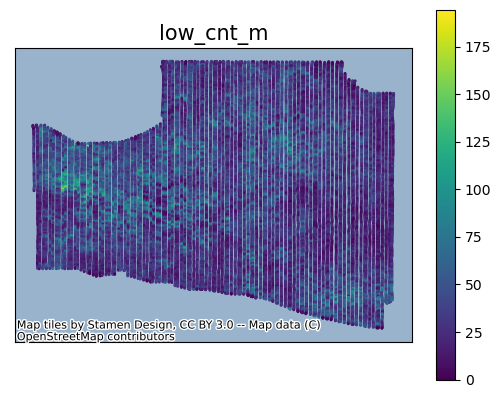 low_cnt_m
175
150
125
100
75
50
25
0
Map tiles by Stamen Design, CC BY 3.0 -- Map data (C)
OpenStreetMap contributors